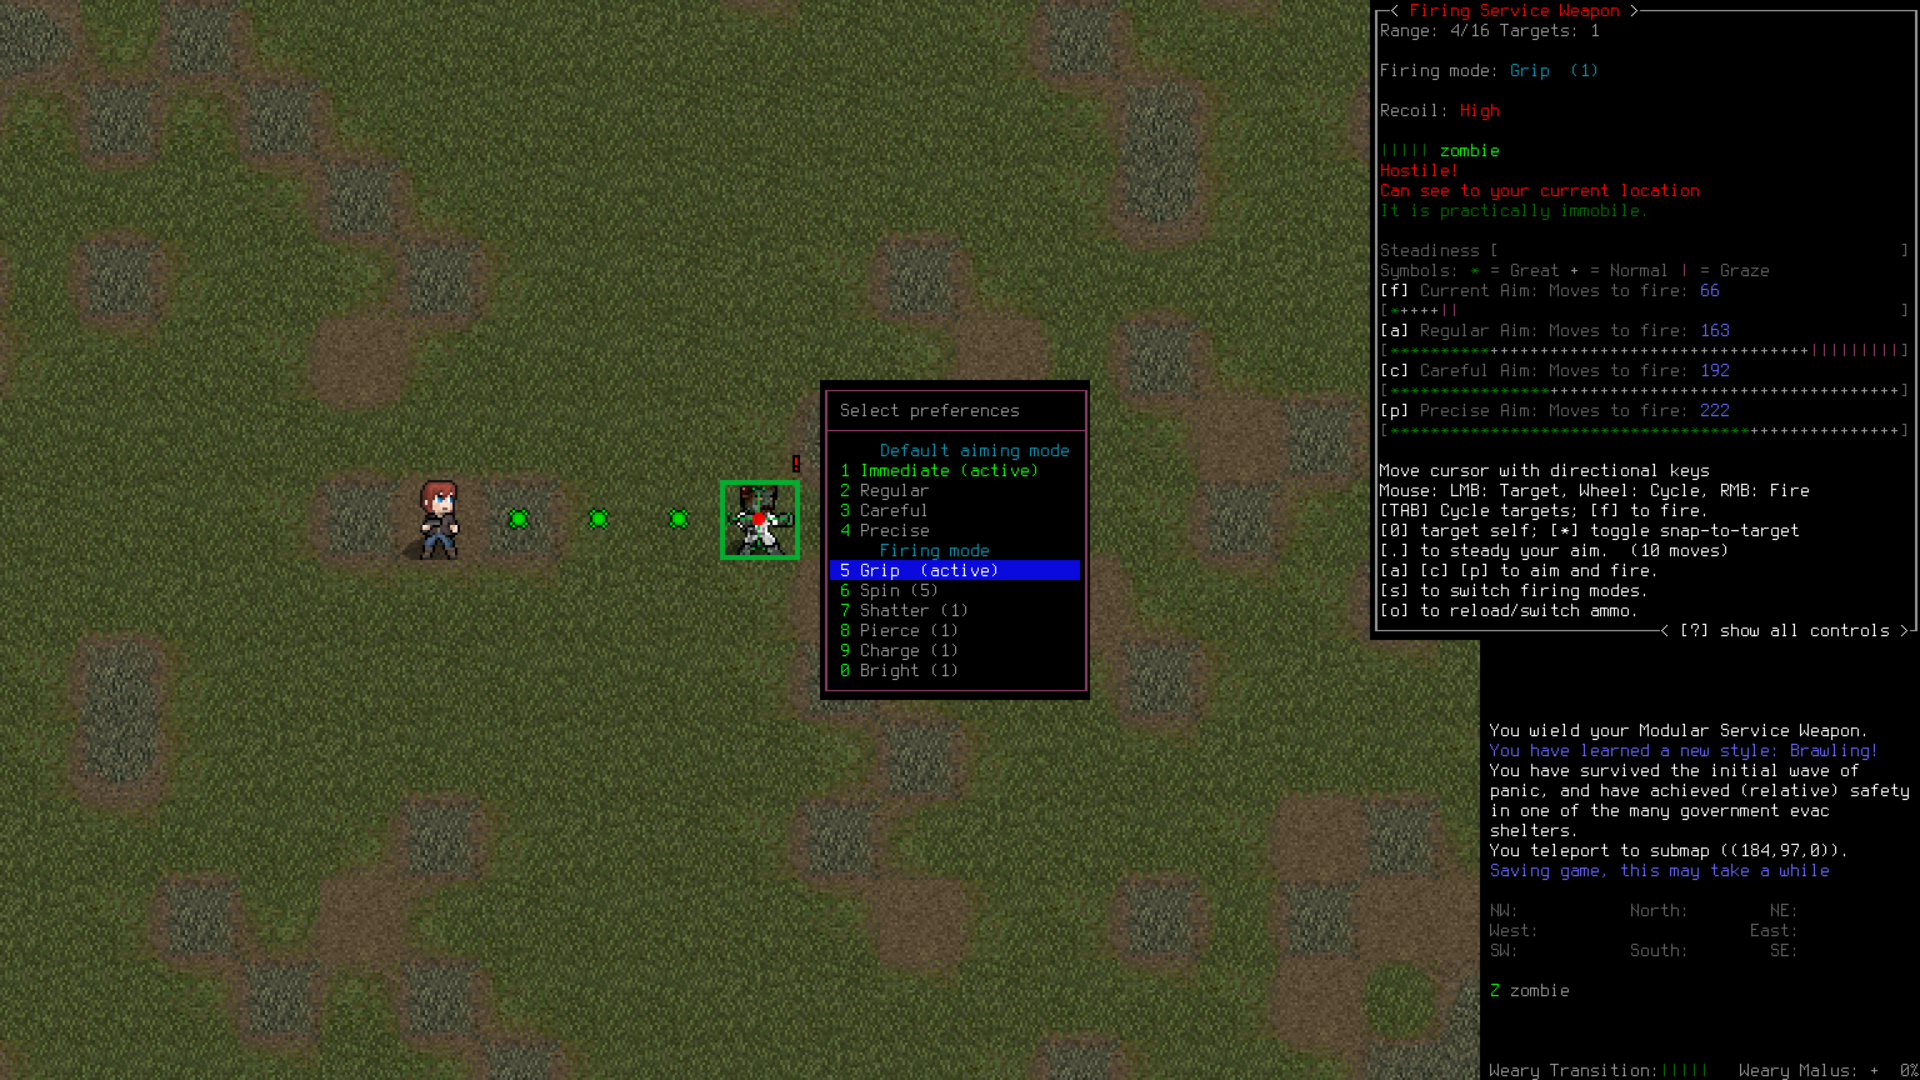 < Firing Service Weapon >
Range: 4/16 Targets: 1
Firing mode: Grip (1)
Recoil: High
||||| zombie
Hostile!
Can see to your current location
It is practically immobile.
Steadiness [ ]
Symbols: * = Great + = Normal | = Graze
[f] Current Aim: Moves to fire: 66
[*++++|| ]
[a] Regular Aim: Moves to fire: 163
[**********++++++++++++++++++++++++++++++++|||||||||]
[c] Careful Aim: Moves to fire: 192
[****************+++++++++++++++++++++++++++++++++++]
[p] Precise Aim: Moves to fire: 222
[************************************+++++++++++++++]
Move cursor with directional keys
Mouse: LMB: Target, Wheel: Cycle, RMB: Fire
[TAB] Cycle targets; [f] to fire.
[0] target self; [*] toggle snap-to-target
[.] to steady your aim. (10 moves)
[a] [c] [p] to aim and fire.
[s] to switch firing modes.
[o] to reload/switch ammo.
< [?] show all controls >
!
Select preferences
Default aiming mode
1 Immediate (active)
2 Regular
3 Careful
4 Precise
Firing mode
5 Grip (active)
6 Spin (5)
7 Shatter (1)
8 Pierce (1)
9 Charge (1)
0 Bright (1)
You wield your Modular Service Weapon.
You have learned a new style: Brawling!
You have survived the initial wave of
panic, and have achieved (relative) safety
in one of the many government evac
shelters.
You teleport to submap ((184,97,0)).
Saving game, this may take a while
NW: North: NE:
West: East:
SW: South: SE:
Z zombie
Weary Transition:||||| Weary Malus: + 0%